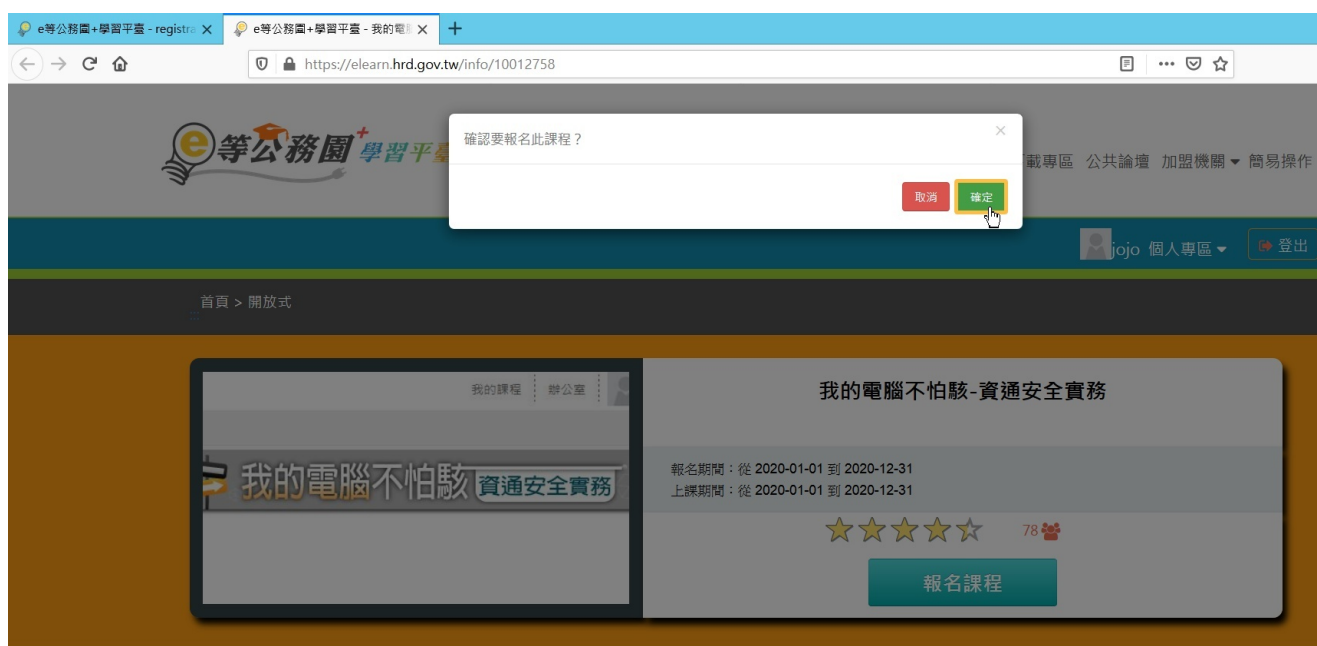 e等公務園+學習平臺 - registra
e等公務園+學習平臺 - 我的電
https://elearn.hrd.gov.tw/info/10012758
e等公務園+學習平臺
確認要報名此課程？
取消 確定
載專區 公共論壇 加盟機關 簡易操作
jojo 個人專區 登出
首頁 > 開放式
我的課程 辦公室
我的電腦不怕駭 資通安全實務
我的電腦不怕駭-資通安全實務
報名期間：從 2020-01-01 到 2020-12-31
上課期間：從 2020-01-01 到 2020-12-31
78
報名課程